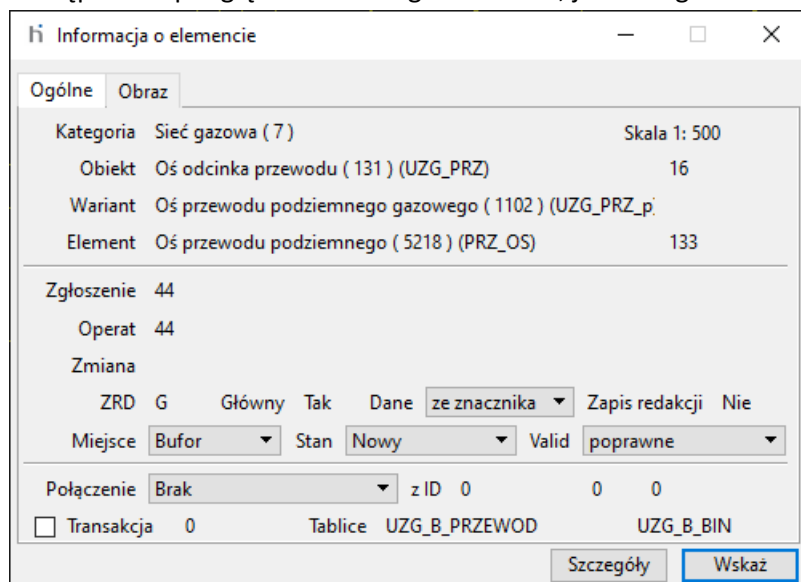 Informacja o elemencie
Ogólne Obraz
Kategoria Sieć gazowa ( 7 ) Skala 1: 500
Obiekt Oś odcinka przewodu ( 131 ) (UZG_PRZ) 16
Wariant Oś przewodu podziemnego gazowego ( 1102 ) (UZG_PRZ_p
Element Oś przewodu podziemnego ( 5218 ) (PRZ_OS) 133
Zgłoszenie 44
Operat 44
Zmiana
ZRD G Główny Tak Dane ze znacznika Zapis redakcji Nie
Miejsce Bufor Stan Nowy Valid poprawne
Połączenie Brak z ID 0 0 0
Transakcja 0 Tablice UZG_B_PRZEWOD UZG_B_BIN
Szczegóły Wskaż